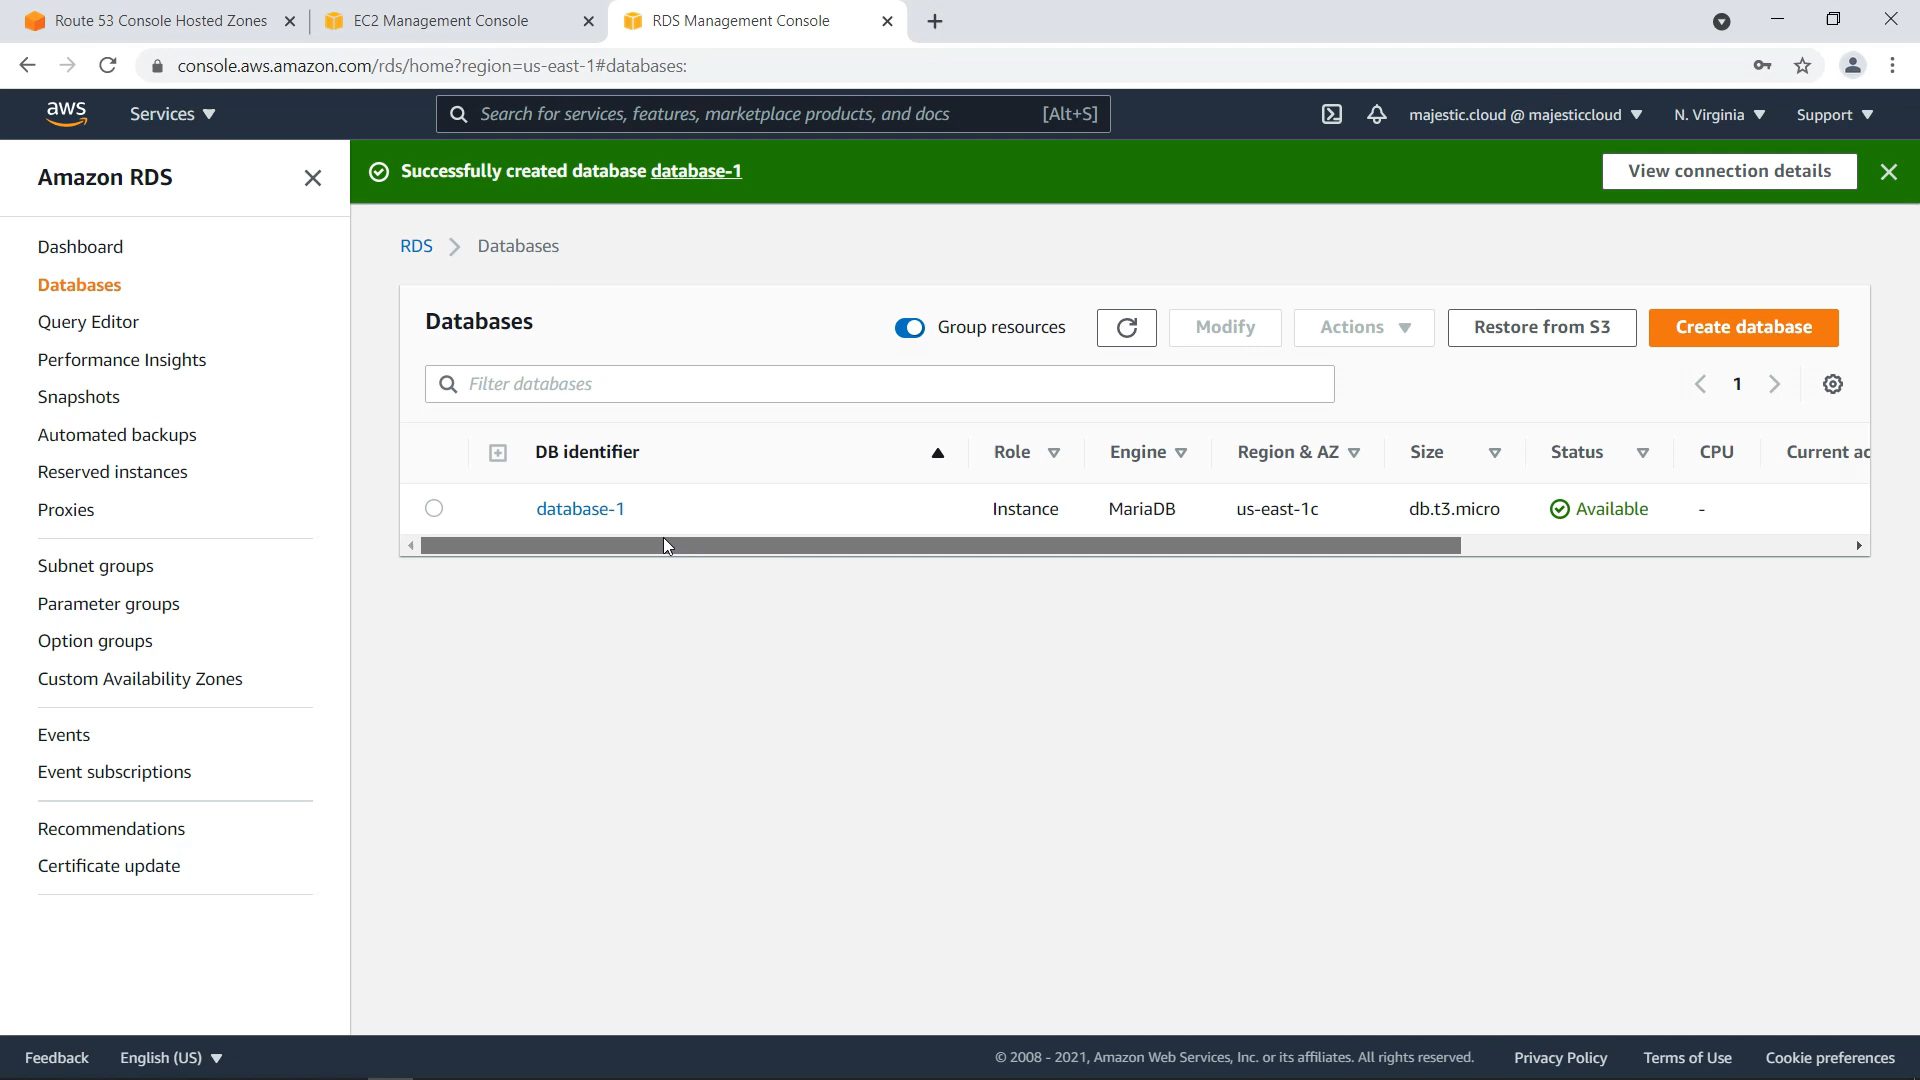 Route 53 Console Hosted Zones
EC2 Management Console
RDS Management Console
console.aws.amazon.com/rds/home?region=us-east-1#databases:
aws
Services
Search for services, features, marketplace products, and docs
[Alt+S]
majestic.cloud @ majesticcloud
N. Virginia
Support
Amazon RDS
Dashboard
Databases
Query Editor
Performance Insights
Snapshots
Automated backups
Reserved instances
Proxies
Subnet groups
Parameter groups
Option groups
Custom Availability Zones
Events
Event subscriptions
Recommendations
Certificate update
Successfully created database database-1
View connection details
RDS
Databases
Databases
Group resources
Modify
Actions
Restore from S3
Create database
Filter databases
1
DB identifier
Role
Engine
Region & AZ
Size
Status
CPU
Current ac
database-1
Instance
MariaDB
us-east-1c
db.t3.micro
Available
-
Feedback
English (US)
© 2008 - 2021, Amazon Web Services, Inc. or its affiliates. All rights reserved.
Privacy Policy
Terms of Use
Cookie preferences